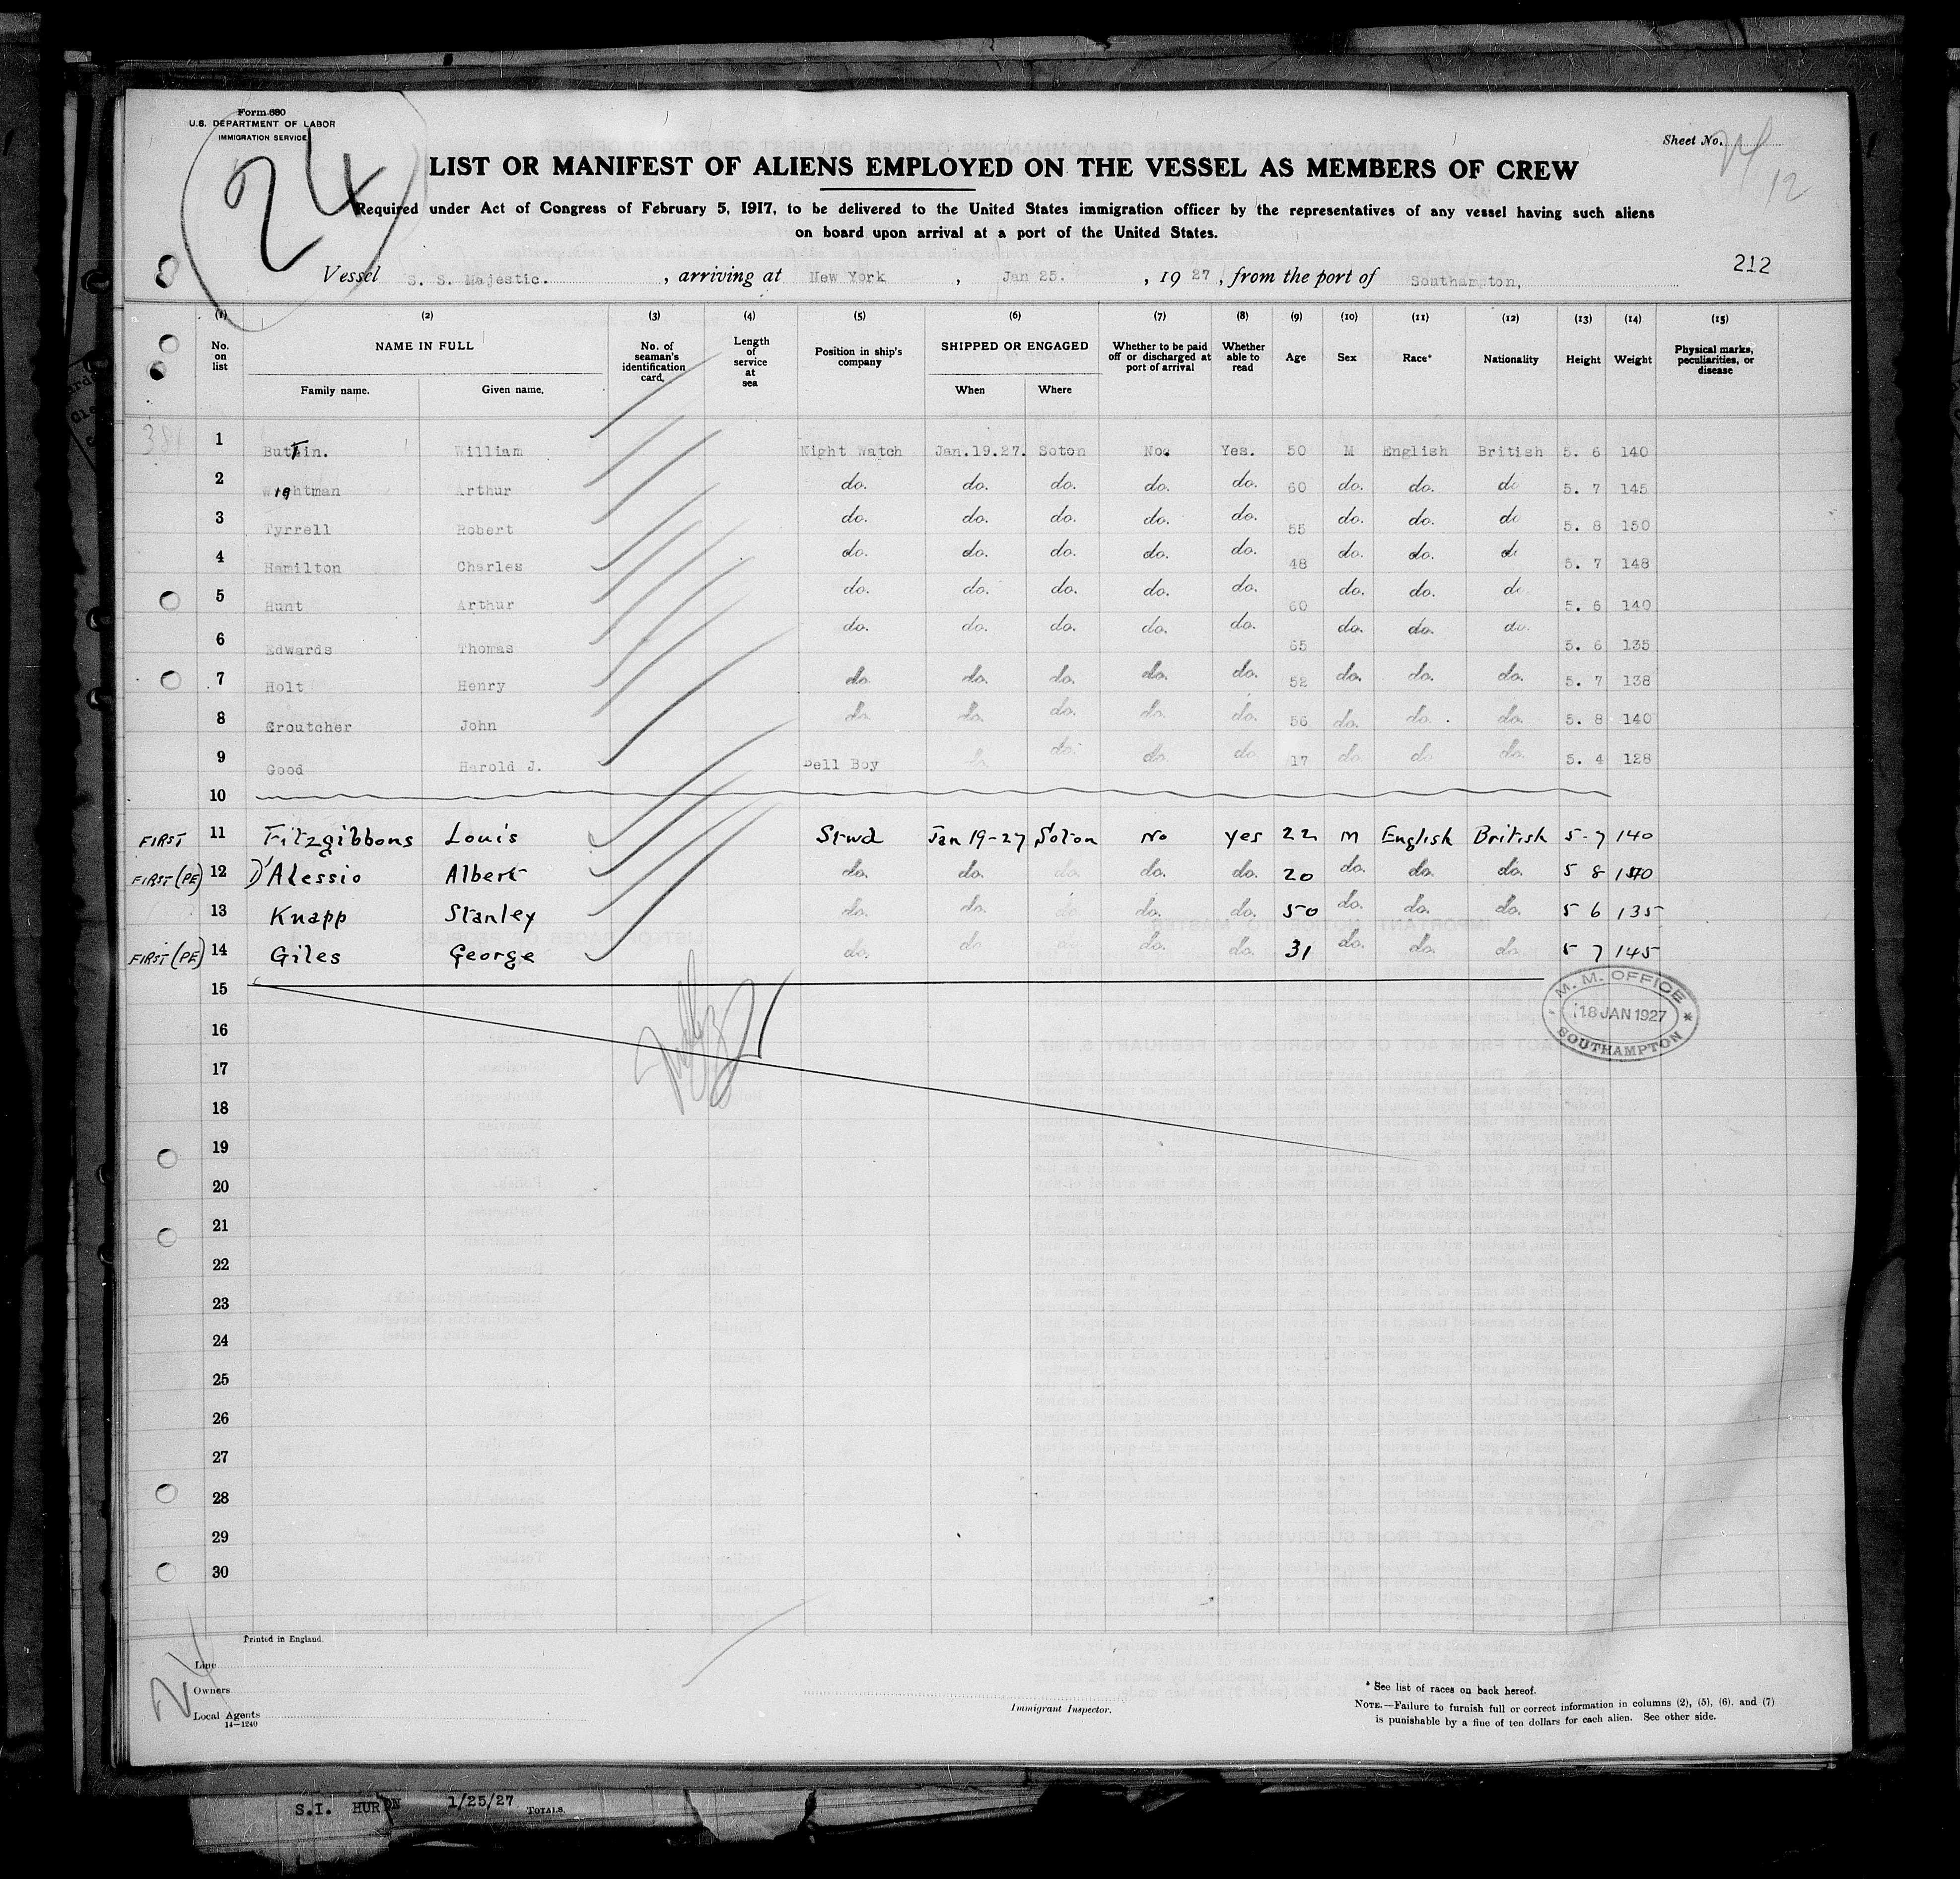 Form 680
U.S. DEPARTMENT OF LABOR
IMMIGRATION SERVICE
24
Sheet No. 24
12
LIST OR MANIFEST OF ALIENS EMPLOYED ON THE VESSEL AS MEMBERS OF CREW
Required under Act of Congress of February 5, 1917, to be delivered to the United States immigration officer by the representatives of any vessel having such aliens
on board upon arrival at a port of the United States.
212
Vessel S. S. Majestic. , arriving at New York , Jan 25. , 19 27 , from the port of Southampton,
(1) (2) (3) (4) (5) (6) (7) (8) (9) (10) (11) (12) (13) (14) (15)
No. on list NAME IN FULL No. of seaman's identification card. Length of service at sea Position in ship's company SHIPPED OR ENGAGED Whether to be paid off or discharged at port of arrival Whether able to read Age Sex Race* Nationality Height Weight Physical marks, peculiarities, or disease
Family name. Given name. When Where
1 Buttin. William Night Watch Jan.19.27. Soton No. Yes. 50 M English British 5. 6 140
2 Wightman Arthur do. do. do. do. do. 60 do. do. do 5. 7 145
3 Tyrrell Robert do. do. do. do. do. 55 do. do. do 5. 8 150
4 Hamilton Charles do. do. do. do. do. 48 do. do. do 5. 7 148
5 Hunt Arthur do. do. do. do. do. 60 do. do. do 5. 6 140
6 Edwards Thomas do. do. do. do. do. 65 do. do. do. 5. 6 135
7 Holt Henry do. do. do. do. do. 52 do. do. do. 5. 7 138
8 Croutcher John do. do. do. do. do. 56 do. do. do. 5. 8 140
9 Good Harold J. Bell Boy do. do. do 17 do. do do. 5. 4 128
10
FIRST 11 Fitzgibbons Louis Stwd Jan 19-27 Soton No Yes 22 M English British 5-7 140
FIRST (PE) 12 D'Alessio Albert do. do. do. do. do. 20 do. do. do. 5 8
13 Knapp Stanley do. do. do. do. do. 50 do. do. do. 5 6 135
FIRST (PE) 14 Giles George do. do do. do. do. 31 do. do. do. 5 7 145
15
M. M. OFFICE
18 JAN 1927
SOUTHAMPTON
16
17
18
19
20
21
22
23
24
25
26
27
28
29
30
Printed in England.
24
Line
Owners
Local Agents
14—1240
Immigrant Inspector.
* See list of races on back hereof.
NOTE.—Failure to furnish full or correct information in columns (2), (5), (6), and (7)
is punishable by a fine of ten dollars for each alien. See other side.
S.I. HURON 1/25/27 TOTALS.